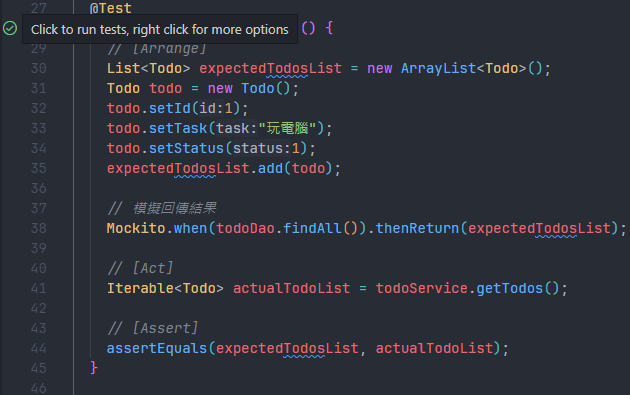 27 @Test
Click to run tests, right click for more options () {
29 // [Arrange]
30 List<Todo> expectedTodosList = new ArrayList<Todo>();
31 Todo todo = new Todo();
32 todo.setId(id:1);
33 todo.setTask(task:"玩電腦");
34 todo.setStatus(status:1);
35 expectedTodosList.add(todo);
36
37 // 模擬回傳結果
38 Mockito.when(todoDao.findAll()).thenReturn(expectedTodosList);
39
40 // [Act]
41 Iterable<Todo> actualTodoList = todoService.getTodos();
42
43 // [Assert]
44 assertEquals(expectedTodosList, actualTodoList);
45 }
46